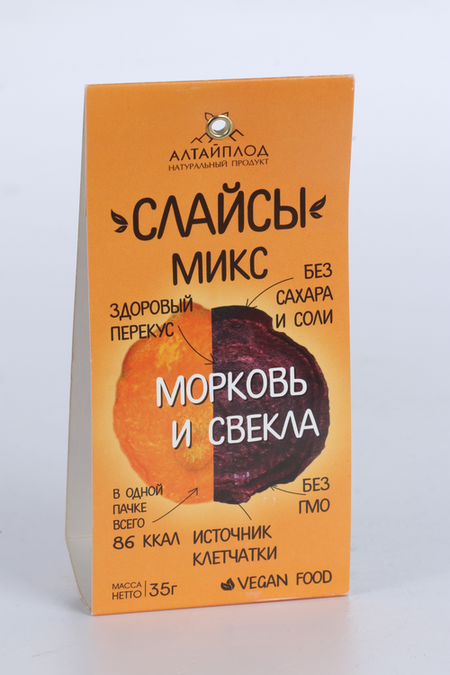 АЛТАЙПЛОД
НАТУРАЛЬНЫЙ ПРОДУКТ
СЛАЙСЫ
МИКС
ЗДОРОВЫЙ
ПЕРЕКУС
БЕЗ
САХАРА
И СОЛИ
МОРКОВЬ
И СВЕКЛА
В ОДНОЙ
ПАЧКЕ
ВСЕГО
86 ККАЛ
ИСТОЧНИК
КЛЕТЧАТКИ
БЕЗ
ГМО
МАССА
НЕТТО
35г
VEGAN FOOD